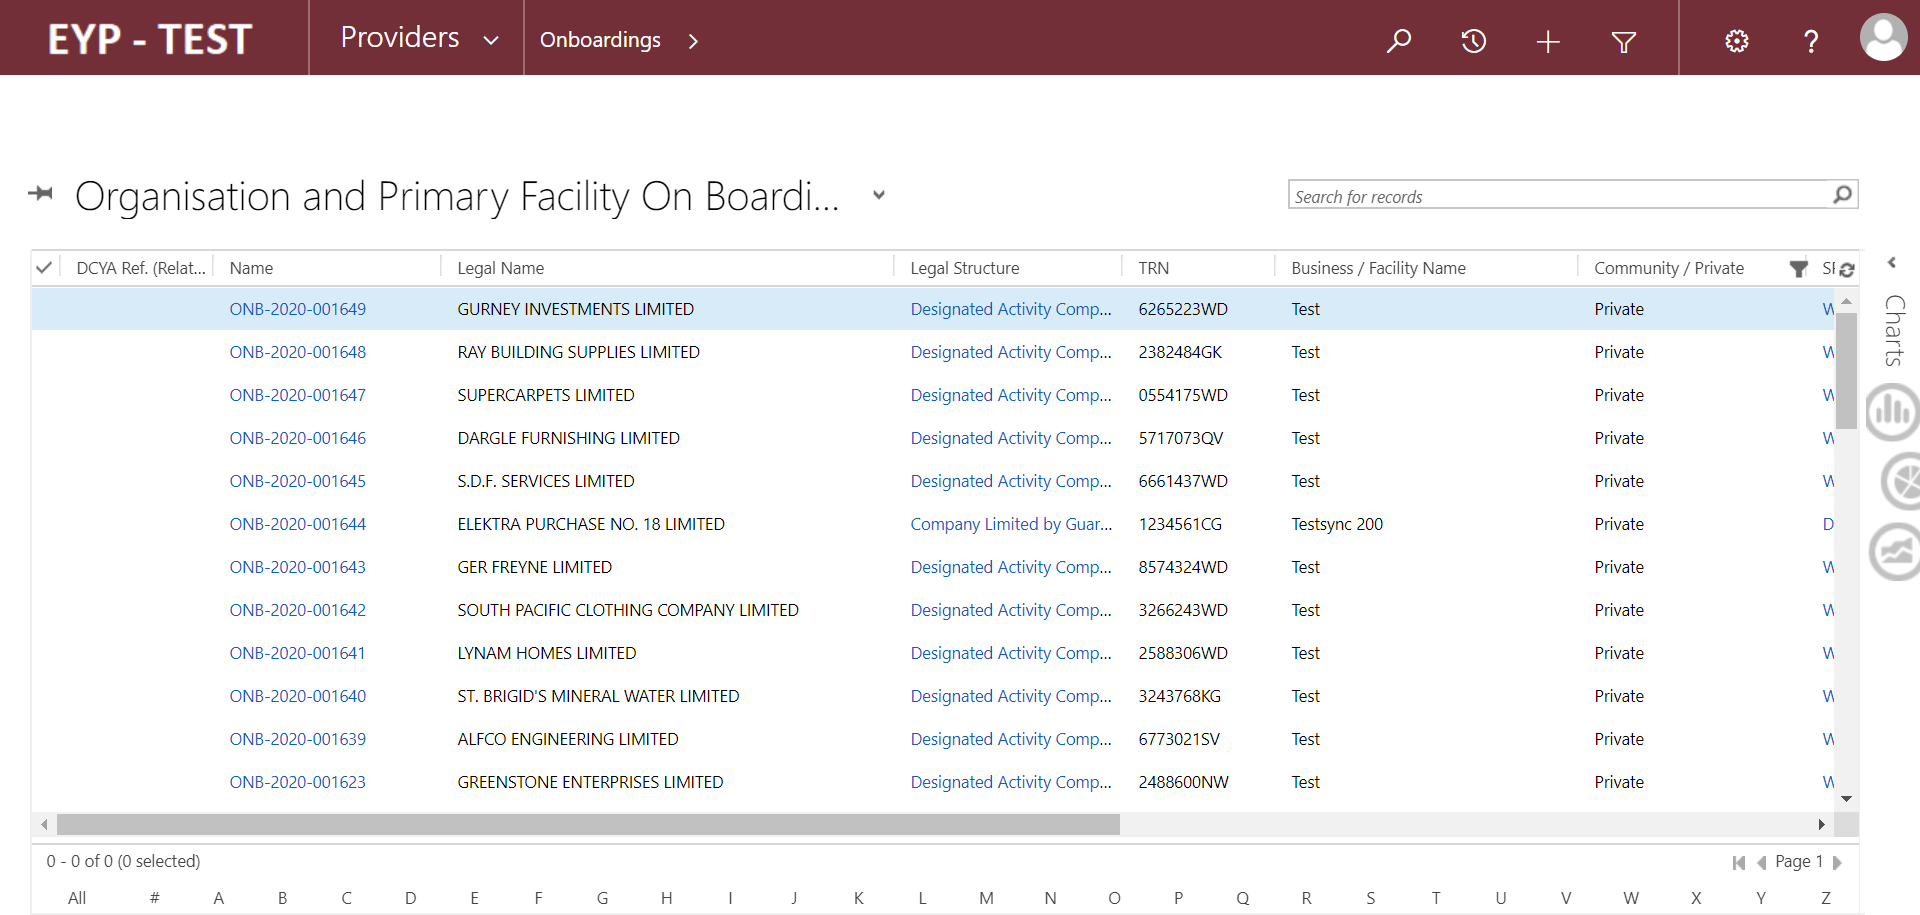 EYP - TEST Providers Onboardings
Organisation and Primary Facility On Boardi... Search for records
DCYA Ref. (Relat... Name Legal Name Legal Structure TRN Business / Facility Name Community / Private
ONB-2020-001649 GURNEY INVESTMENTS LIMITED Designated Activity Comp... 6265223WD Test Private W
ONB-2020-001648 RAY BUILDING SUPPLIES LIMITED Designated Activity Comp... 2382484GK Test Private W
ONB-2020-001647 SUPERCARPETS LIMITED Designated Activity Comp... 0554175WD Test Private W
ONB-2020-001646 DARGLE FURNISHING LIMITED Designated Activity Comp... 5717073QV Test Private W
ONB-2020-001645 S.D.F. SERVICES LIMITED Designated Activity Comp... 6661437WD Test Private W
ONB-2020-001644 ELEKTRA PURCHASE NO. 18 LIMITED Company Limited by Guar... 1234561CG Testsync 200 Private D
ONB-2020-001643 GER FREYNE LIMITED Designated Activity Comp... 8574324WD Test Private W
ONB-2020-001642 SOUTH PACIFIC CLOTHING COMPANY LIMITED Designated Activity Comp... 3266243WD Test Private W
ONB-2020-001641 LYNAM HOMES LIMITED Designated Activity Comp... 2588306WD Test Private W
ONB-2020-001640 ST. BRIGID'S MINERAL WATER LIMITED Designated Activity Comp... 3243768KG Test Private W
ONB-2020-001639 ALFCO ENGINEERING LIMITED Designated Activity Comp... 6773021SV Test Private W
ONB-2020-001623 GREENSTONE ENTERPRISES LIMITED Designated Activity Comp... 2488600NW Test Private W
Charts
0 - 0 of 0 (0 selected) Page 1
All # A B C D E F G H I J K L M N O P Q R S T U V W X Y Z